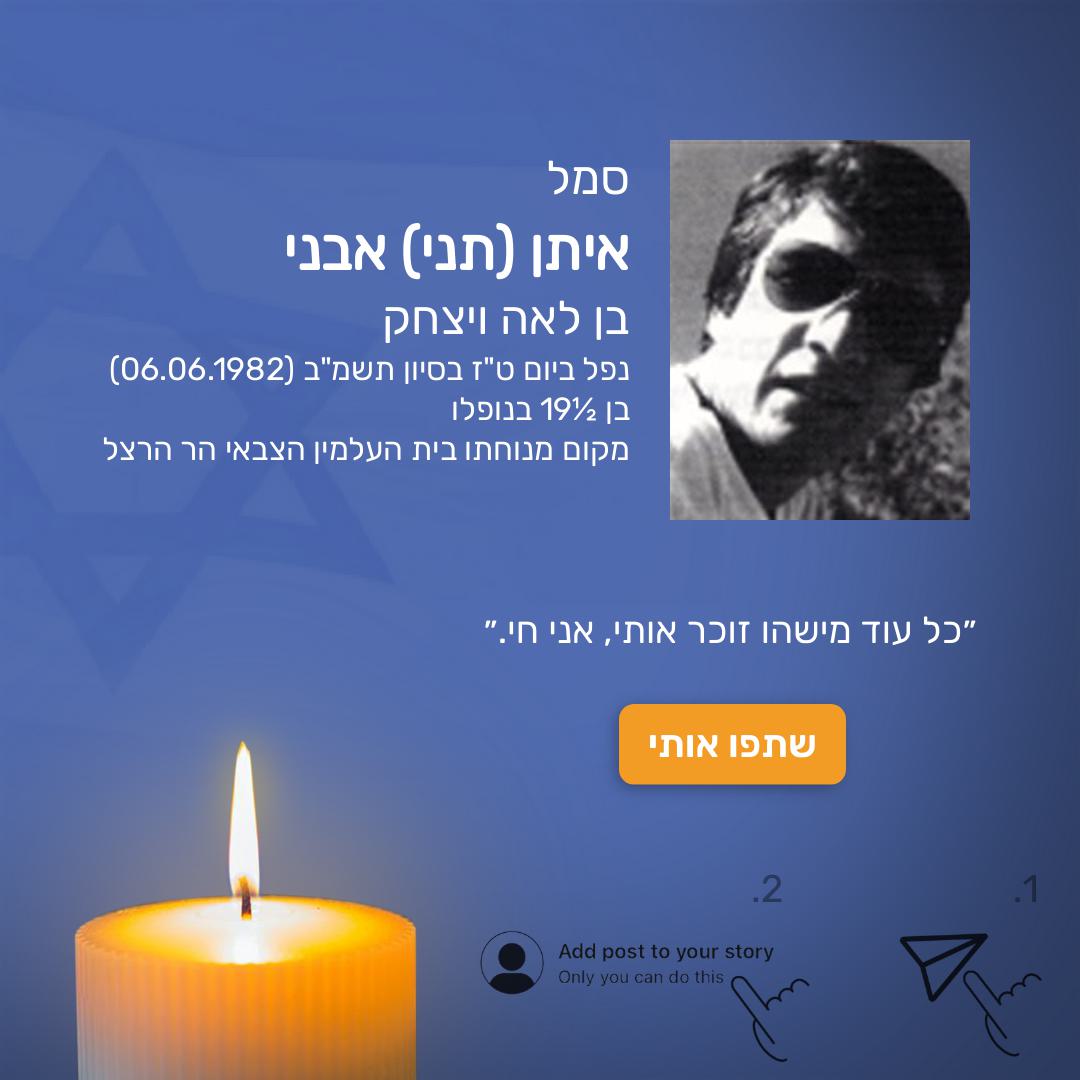 סמל
איתן (תני) אבני
בן לאה ויצחק
נפל ביום ט"ז בסיון תשמ"ב (06.06.1982)
בן 19½ בנופלו
מקום מנוחתו בית העלמין הצבאי הר הרצל
״כל עוד מישהו זוכר אותי, אני חי.״
שתפו אותי
.1
.2
Add post to your story
Only you can do this